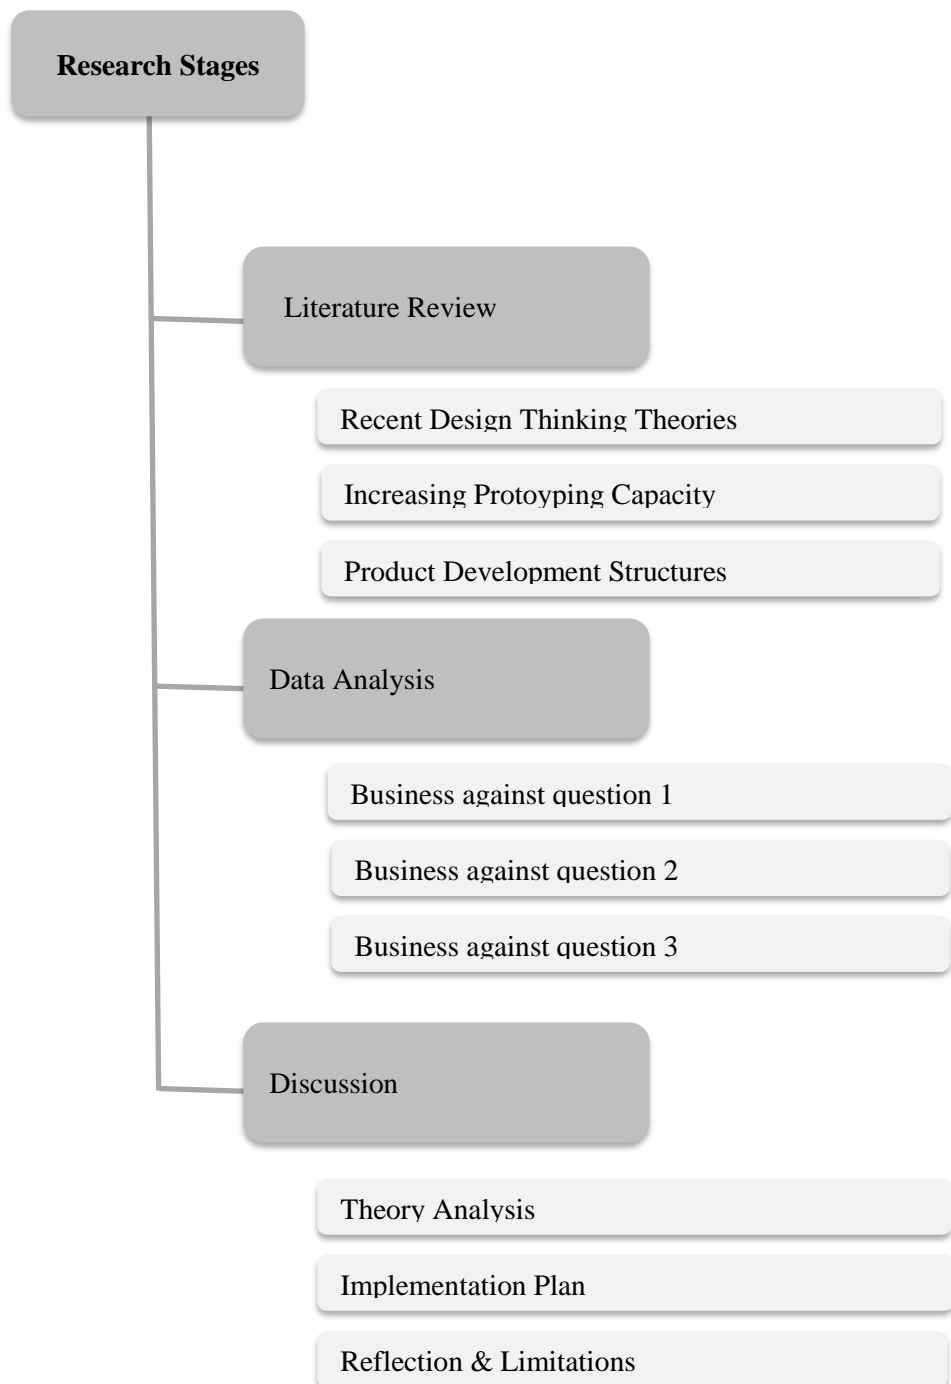 Research Stages
Literature Review
Recent Design Thinking Theories
Increasing Protoyping Capacity
Product Development Structures
Data Analysis
Business against question 1
Business against question 2
Business against question 3
Discussion
Theory Analysis
Implementation Plan
Reflection & Limitations